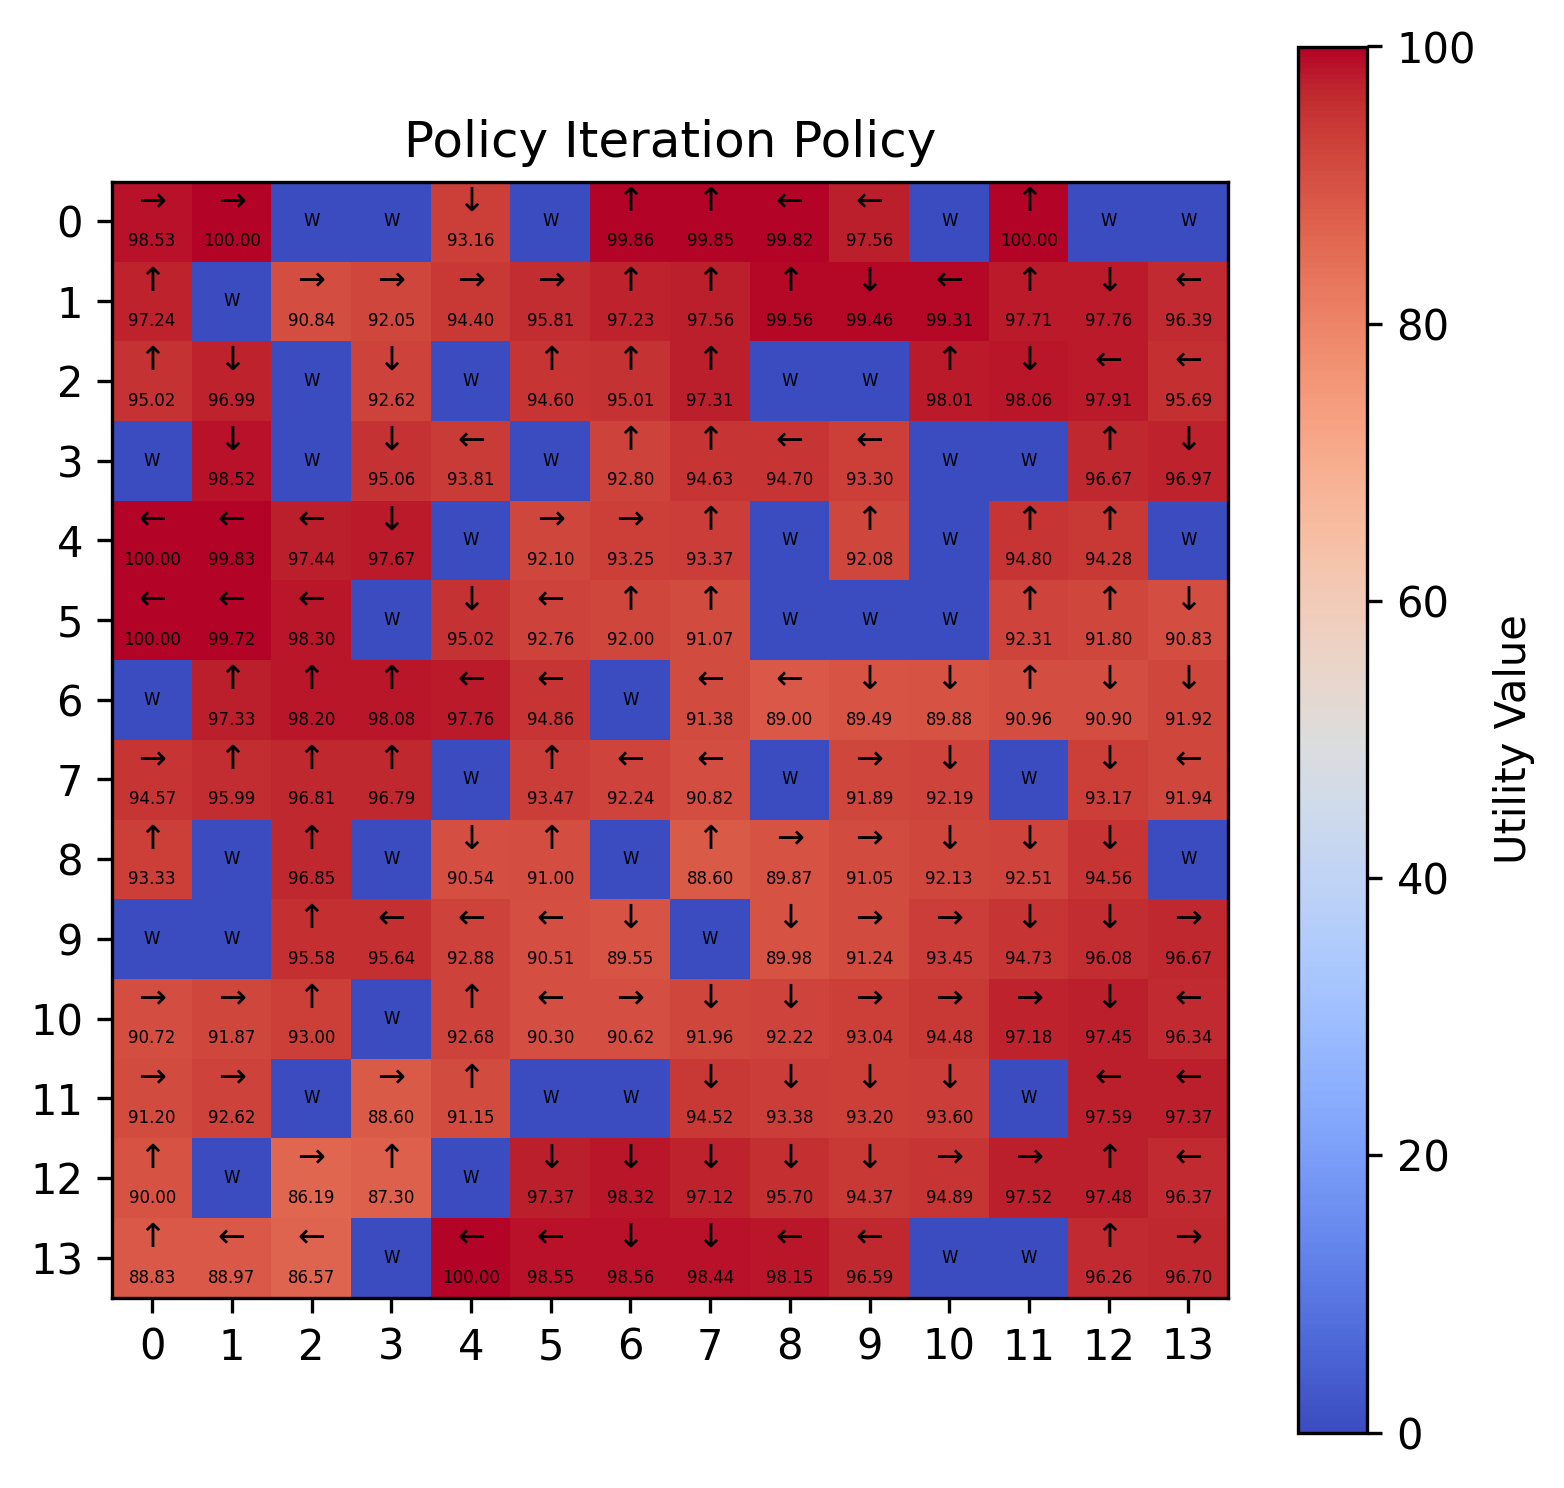 Policy Iteration Policy
100
80
60
40
20
0
Utility Value
0 → → W W ↓ W ↑ ↑ ← ← W ↑ W W
98.53 100.00 93.16 99.86 99.85 99.82 97.56 100.00
1 ↑ W → → → → ↑ ↑ ↑ ↓ ← ↑ ↓ ←
97.24 90.84 92.05 94.40 95.81 97.23 97.56 99.56 99.46 99.31 97.71 97.76 96.39
2 ↑ ↓ W ↓ W ↑ ↑ ↑ W W ↑ ↓ ← ←
95.02 96.99 92.62 94.60 95.01 97.31 98.01 98.06 97.91 95.69
3 W ↓ W ↓ ← W ↑ ↑ ← ← W W ↑ ↓
98.52 95.06 93.81 92.80 94.63 94.70 93.30 96.67 96.97
4 ← ← ← ↓ W → → ↑ W ↑ W ↑ ↑ W
100.00 99.83 97.44 97.67 92.10 93.25 93.37 92.08 94.80 94.28
5 ← ← ← W ↓ ← ↑ ↑ W W W ↑ ↑ ↓
100.00 99.72 98.30 95.02 92.76 92.00 91.07 92.31 91.80 90.83
6 W ↑ ↑ ↑ ← ← W ← ← ↓ ↓ ↑ ↓ ↓
97.33 98.20 98.08 97.76 94.86 91.38 89.00 89.49 89.88 90.96 90.90 91.92
7 → ↑ ↑ ↑ W ↑ ← ← W → ↓ W ↓ ←
94.57 95.99 96.81 96.79 93.47 92.24 90.82 91.89 92.19 93.17 91.94
8 ↑ W ↑ W ↓ ↑ W ↑ → → ↓ ↓ ↓ W
93.33 96.85 90.54 91.00 88.60 89.87 91.05 92.13 92.51 94.56
9 W W ↑ ← ← ← ↓ W ↓ → → ↓ ↓ →
95.58 95.64 92.88 90.51 89.55 89.98 91.24 93.45 94.73 96.08 96.67
10 → → ↑ W ↑ ← → ↓ ↓ → → → ↓ ←
90.72 91.87 93.00 92.68 90.30 90.62 91.96 92.22 93.04 94.48 97.18 97.45 96.34
11 → → W → ↑ W W ↓ ↓ ↓ ↓ W ← ←
91.20 92.62 88.60 91.15 94.52 93.38 93.20 93.60 97.59 97.37
12 ↑ W → ↑ W ↓ ↓ ↓ ↓ ↓ → → ↑ ←
90.00 86.19 87.30 97.37 98.32 97.12 95.70 94.37 94.89 97.52 97.48 96.37
13 ↑ ← ← W ← ← ↓ ↓ ← ← W W ↑ →
88.83 88.97 86.57 100.00 98.55 98.56 98.44 98.15 96.59 96.26 96.70
0 1 2 3 4 5 6 7 8 9 10 11 12 13